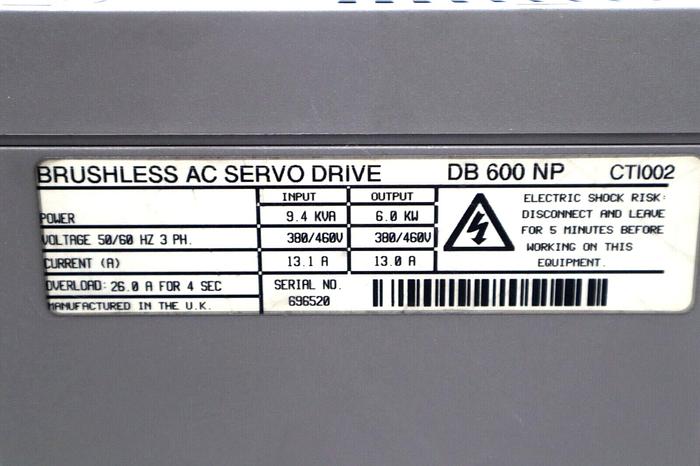 BRUSHLESS AC SERVO DRIVE DB 600 NP CTI002
INPUT OUTPUT
POWER 9.4 KVA 6.0 KW
VOLTAGE 50/60 HZ 3 PH. 380/460V 380/460V
CURRENT (A) 13.1 A 13.0 A
OVERLOAD: 26.0 A FOR 4 SEC
MANUFACTURED IN THE U.K.
SERIAL NO.
696520
ELECTRIC SHOCK RISK:
DISCONNECT AND LEAVE
FOR 5 MINUTES BEFORE
WORKING ON THIS
EQUIPMENT.